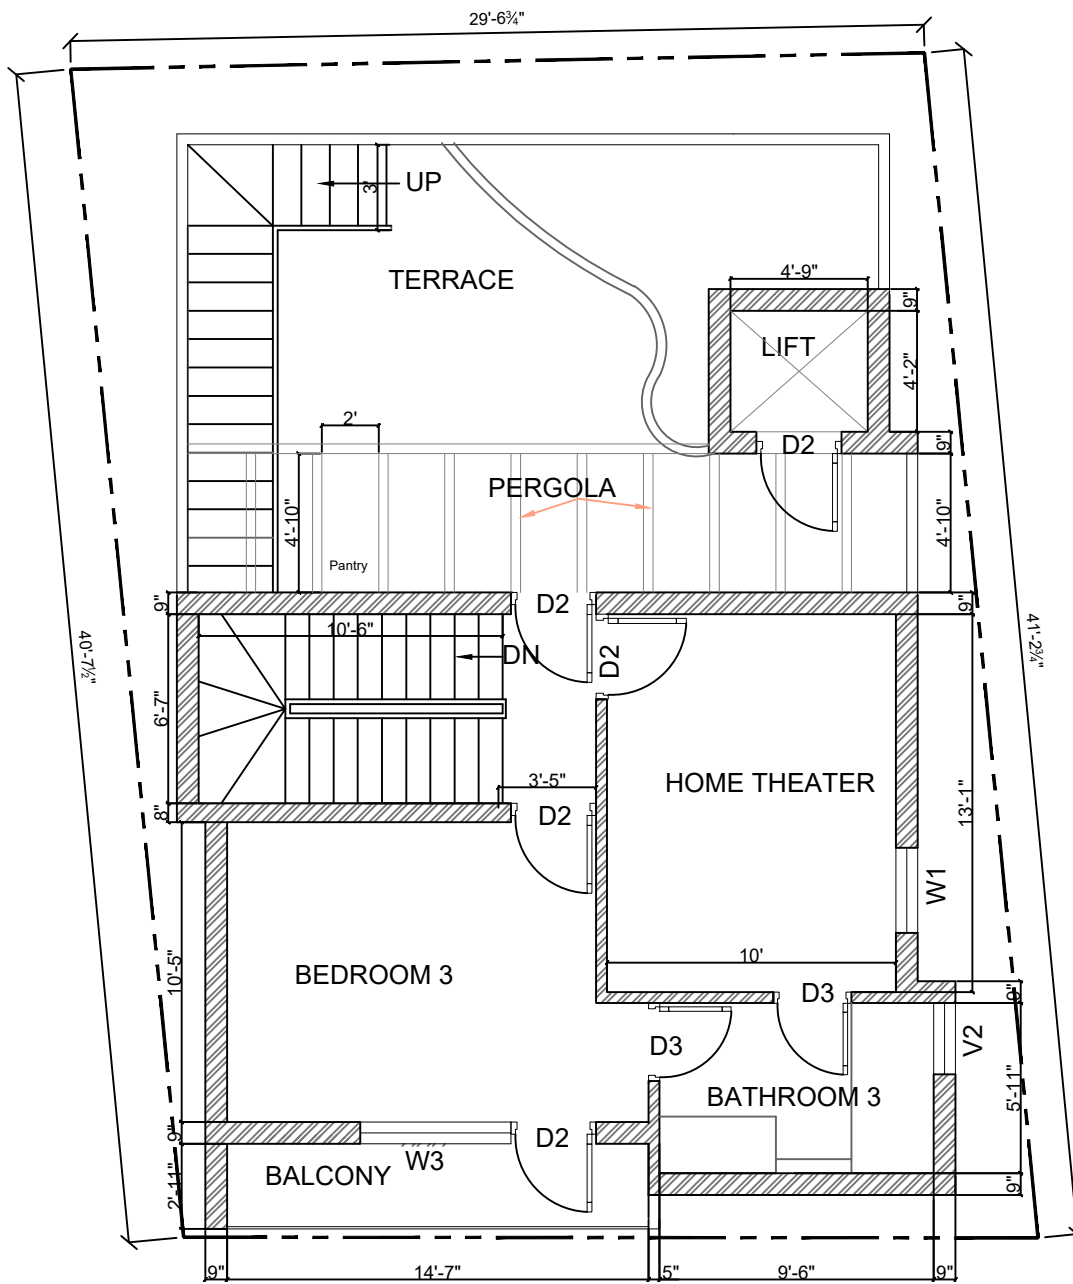 29'-6¾"
UP
3'
TERRACE
4'-9"
9"
LIFT
4'-2"
2'
D2
9"
PERGOLA
4'-10"
4'-10"
Pantry
9"
D2
9"
10'-6"
DN
D2
40'-7½"
41'-2¾"
6'-7"
3'-5"
HOME THEATER
13'-1"
8"
D2
W1
10'
BEDROOM 3
10'-5"
D3
9"
D3
V2
BATHROOM 3
5'-11"
9"
D2
W3
BALCONY
2'-11"
9"
9"
14'-7"
5"
9'-6"
9"